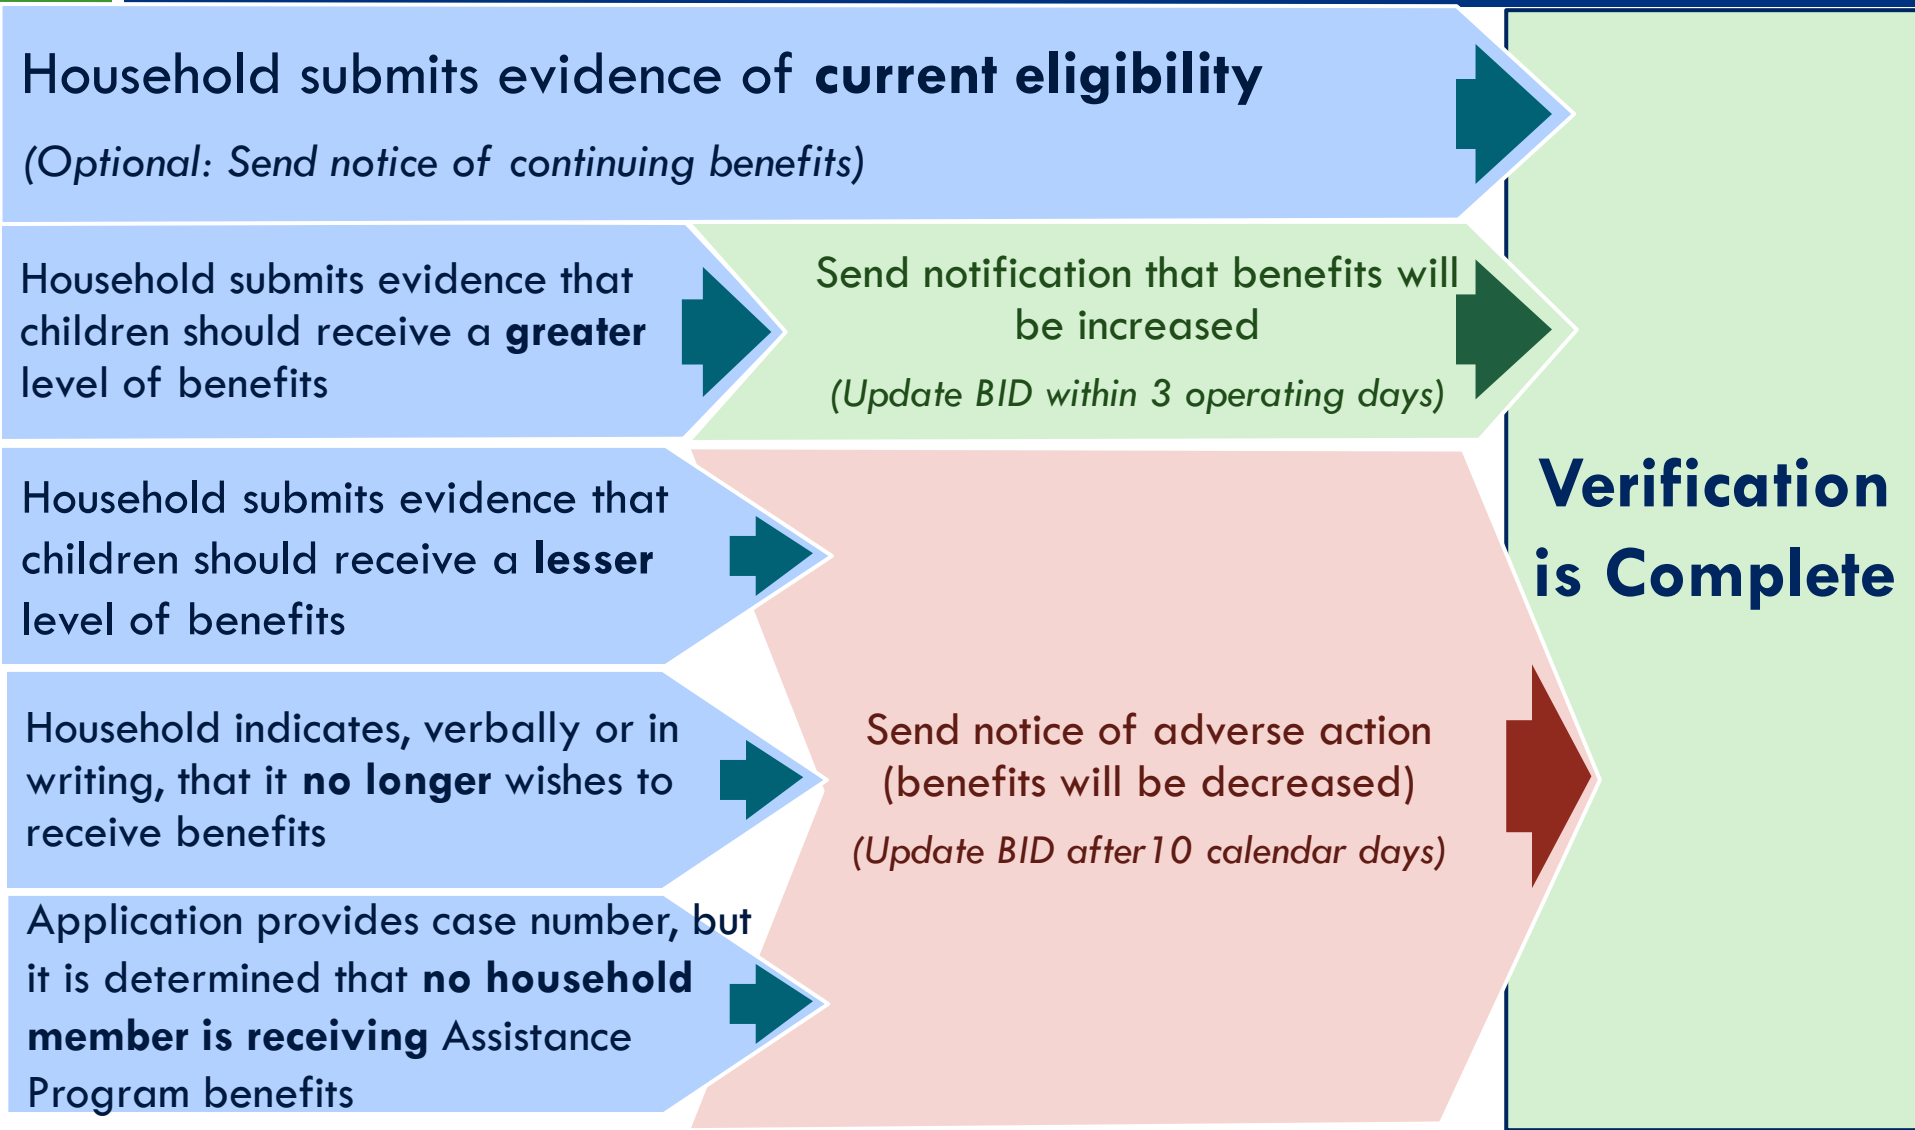 Household submits evidence of current eligibility
(Optional: Send notice of continuing benefits)
Household submits evidence that
children should receive a greater
level of benefits
Send notification that benefits will
be increased
(Update BID within 3 operating days)
Household submits evidence that
children should receive a lesser
level of benefits
Household indicates, verbally or in
writing, that it no longer wishes to
receive benefits
Application provides case number, but
it is determined that no household
member is receiving Assistance
Program benefits
Send notice of adverse action
(benefits will be decreased)
(Update BID after10 calendar days)
Verification
is Complete